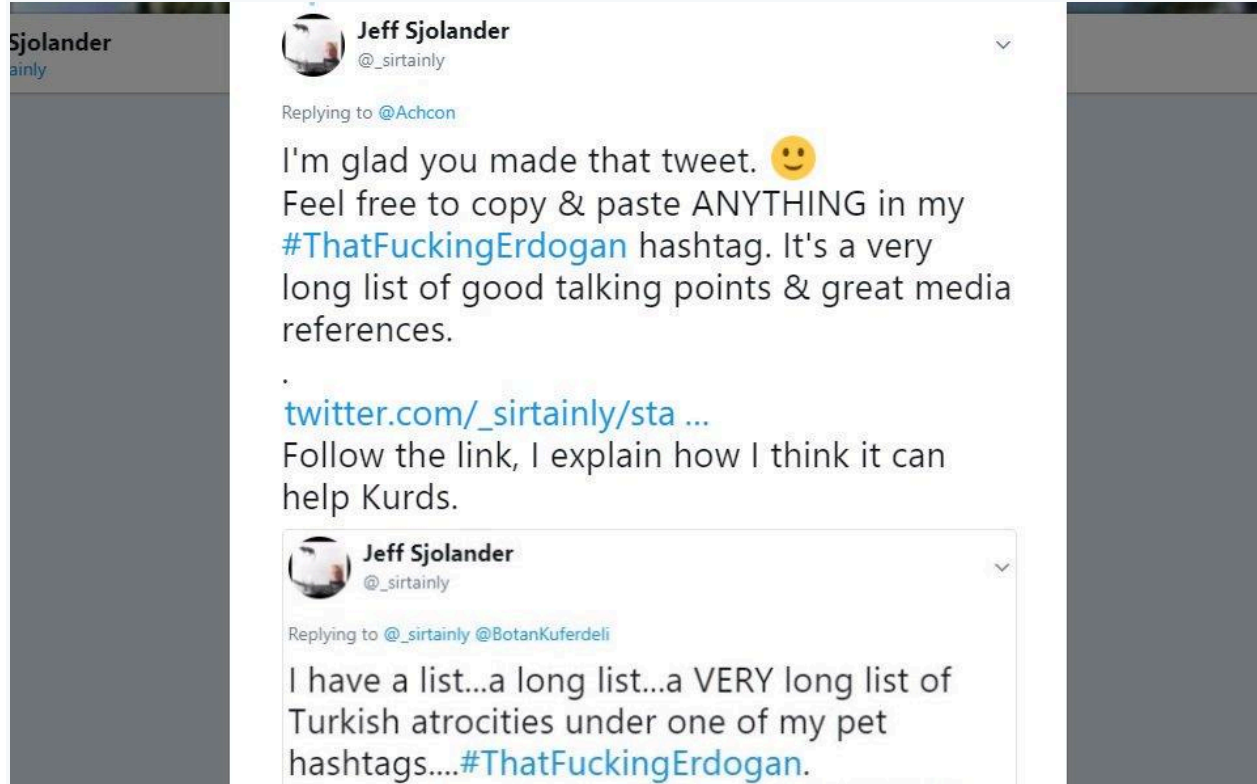 Sjolander
ainly
Jeff Sjolander
@_sirtainly
Replying to @Achcon
I'm glad you made that tweet. 🙂
Feel free to copy & paste ANYTHING in my
#ThatFuckingErdogan hashtag. It's a very
long list of good talking points & great media
references.
.
twitter.com/_sirtainly/sta ...
Follow the link, I explain how I think it can
help Kurds.
Jeff Sjolander
@_sirtainly
Replying to @_sirtainly @BotanKuferdeli
I have a list...a long list...a VERY long list of
Turkish atrocities under one of my pet
hashtags....#ThatFuckingErdogan.